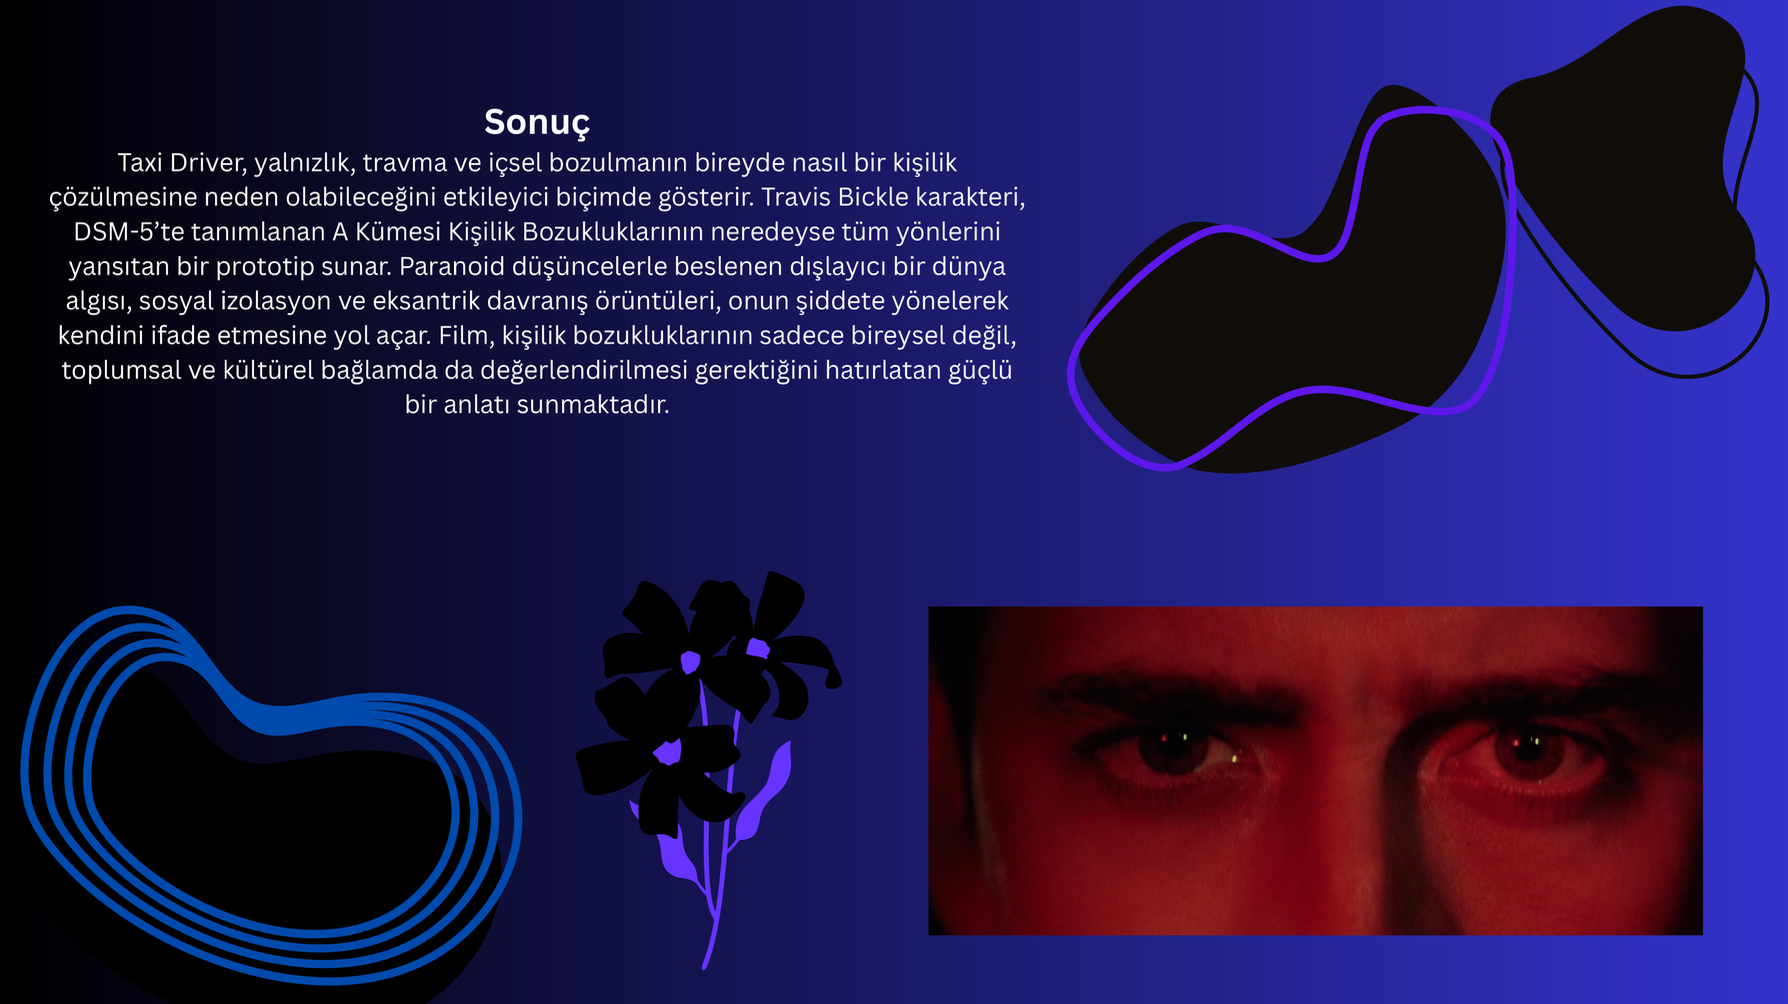 Sonuç
Taxi Driver, yalnızlık, travma ve içsel bozulmanın bireyde nasıl bir kişilik
çözülmesine neden olabileceğini etkileyici biçimde gösterir. Travis Bickle karakteri,
DSM-5’te tanımlanan A Kümesi Kişilik Bozukluklarının neredeyse tüm yönlerini
yansıtan bir prototip sunar. Paranoid düşüncelerle beslenen dışlayıcı bir dünya
algısı, sosyal izolasyon ve eksantrik davranış örüntüleri, onun şiddete yönelerek
kendini ifade etmesine yol açar. Film, kişilik bozukluklarının sadece bireysel değil,
toplumsal ve kültürel bağlamda da değerlendirilmesi gerektiğini hatırlatan güçlü
bir anlatı sunmaktadır.